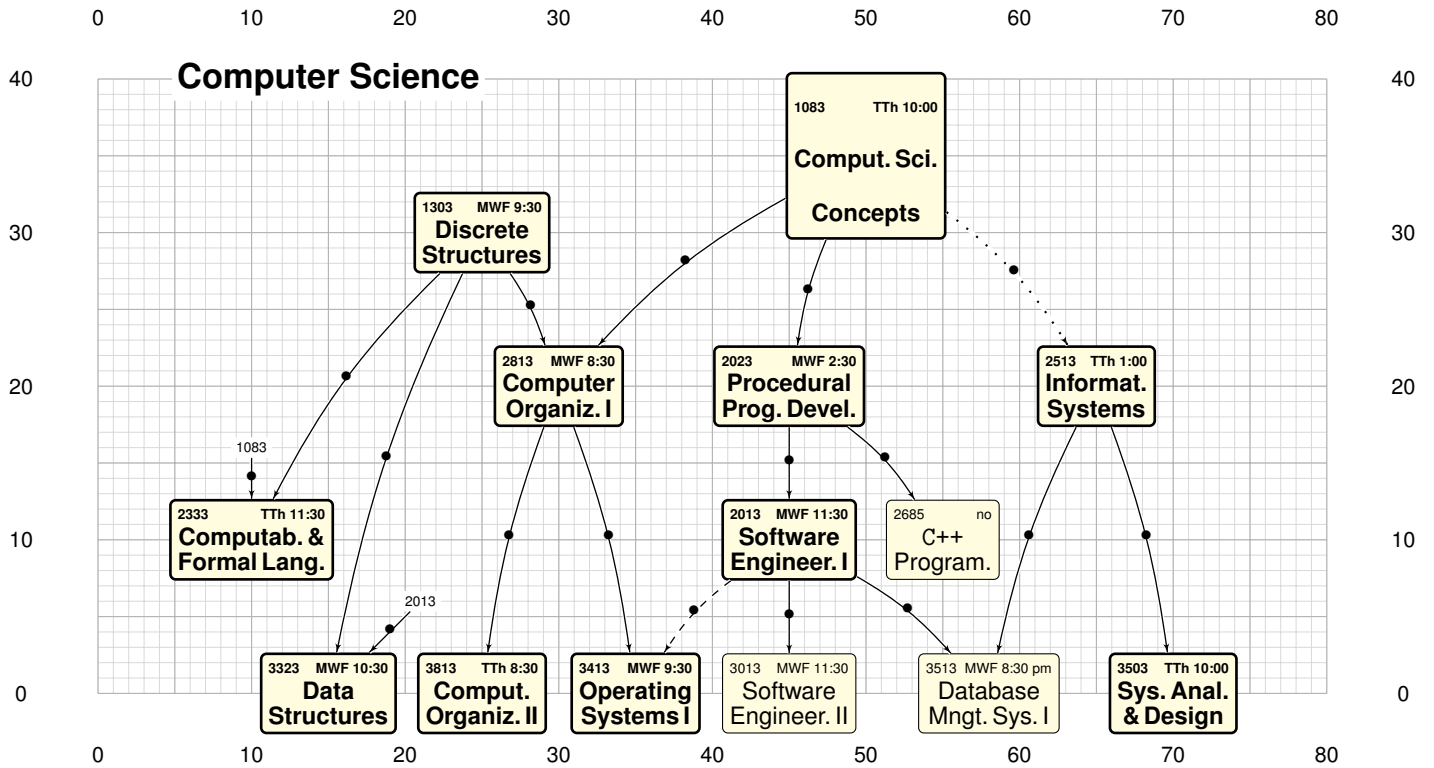 0 10 20 30 40 50 60 70 80
40 Computer Science 40
1083 TTh 10:00
Comput. Sci.
Concepts
1303 MWF 9:30
Discrete
Structures
30 30
2813 MWF 8:30
Computer
Organiz. I
2023 MWF 2:30
Procedural
Prog. Devel.
2513 TTh 1:00
Informat.
Systems
20 20
1083
2333 TTh 11:30
Computab. &
Formal Lang.
2013 MWF 11:30
Software
Engineer. I
2685 no
C++
Program.
10 10
2013
3323 MWF 10:30
Data
Structures
3813 TTh 8:30
Comput.
Organiz. II
3413 MWF 9:30
Operating
Systems I
3013 MWF 11:30
Software
Engineer. II
3513 MWF 8:30 pm
Database
Mngt. Sys. I
3503 TTh 10:00
Sys. Anal.
& Design
0 0
0 10 20 30 40 50 60 70 80